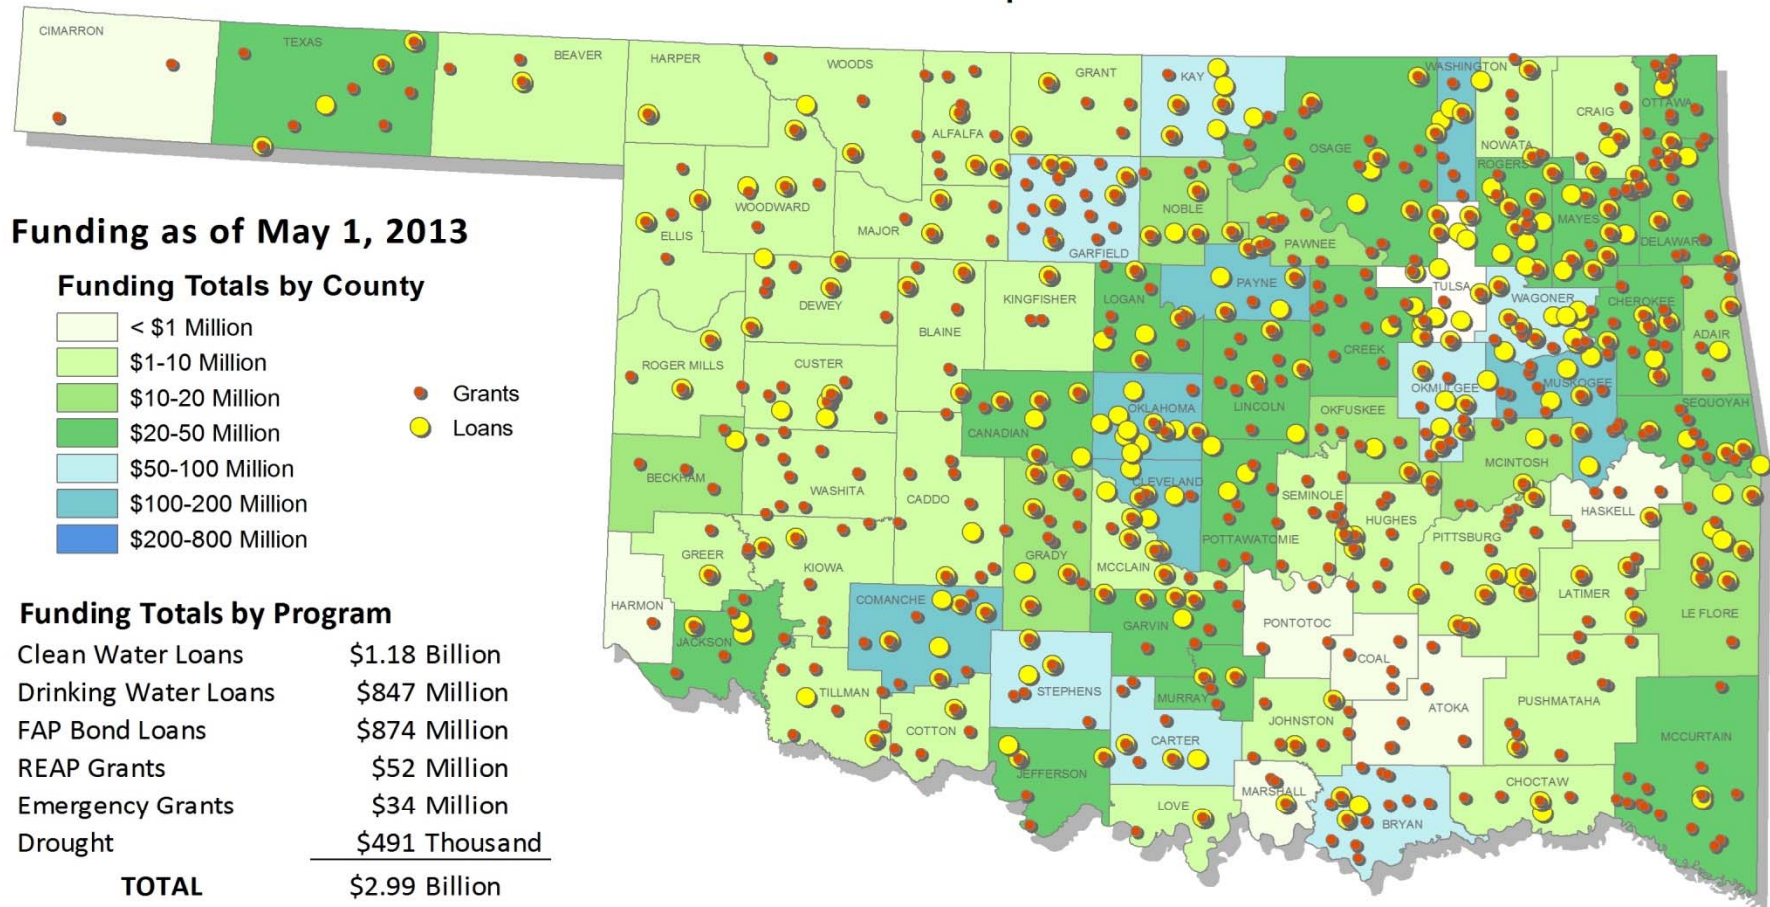 Funding as of May 1, 2013
Funding Totals by County
< $1 Million
$1-10 Million
$10-20 Million
$20-50 Million
$50-100 Million
$100-200 Million
$200-800 Million
Grants
Loans
Funding Totals by Program
Clean Water Loans $1.18 Billion
Drinking Water Loans $847 Million
FAP Bond Loans $874 Million
REAP Grants $52 Million
Emergency Grants $34 Million
Drought $491 Thousand
TOTAL $2.99 Billion
CIMARRON
TEXAS
BEAVER
HARPER
WOODS
ALFALFA
GRANT
KAY
OSAGE
WASHINGTON
NOWATA
CRAIG
OTTAWA
ROGERS
MAYES
DELAWARE
ELLIS
WOODWARD
MAJOR
GARFIELD
NOBLE
PAWNEE
PAYNE
TULSA
WAGONER
CHEROKEE
ADAIR
DEWEY
BLAINE
KINGFISHER
LOGAN
CREEK
ROGER MILLS
CUSTER
CANADIAN
OKLAHOMA
LINCOLN
OKFUSKEE
OKMULGEE
MUSKOGEE
SEQUOYAH
BECKHAM
WASHITA
CADDO
GRADY
CLEVELAND
MCCLAIN
POTTAWATOMIE
SEMINOLE
HUGHES
MCINTOSH
PITTSBURG
HASKELL
LATIMER
LE FLORE
GREER
KIOWA
HARMON
JACKSON
COMANCHE
TILLMAN
COTTON
STEPHENS
GARVIN
MURRAY
PONTOTOC
COAL
ATOKA
PUSHMATAHA
MCCURTAIN
JEFFERSON
CARTER
LOVE
JOHNSTON
MARSHALL
BRYAN
CHOCTAW